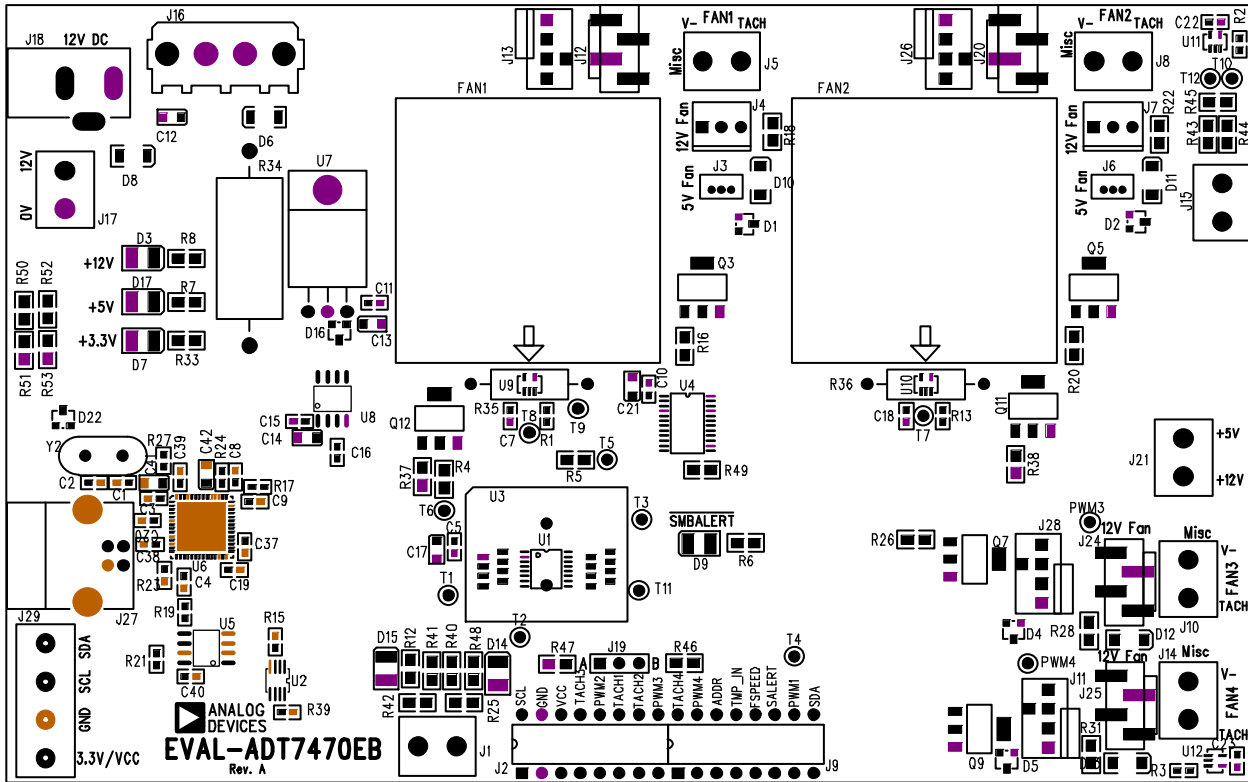 J16
J18
12V DC
C12
D6
D8
12V
0V
J17
R34
U7
FAN1
J13
J12
V-
FAN1
TACH
Misc
J5
J4
12V Fan
R18
J3
5V Fan
D10
D1
FAN2
J26
J20
V-
FAN2
TACH
Misc
J8
C22
R2
U11
T12
T10
R45
J7
12V Fan
R22
R43
R44
J6
5V Fan
D11
D2
J15
D3
R8
+12V
D17
R7
+5V
D7
R33
+3.3V
R50
R52
R51
R53
D16
C11
C13
Q3
R16
Q5
R20
D22
Y2
U8
C15
C14
C16
Q12
U9
R35
C7
T8
R1
T9
C21
C10
U4
R36
U10
C18
T7
R13
Q11
R38
J21
+5V
+12V
R27
C39
C42
R24
C8
R17
C9
C2
C1
C3
C38
U6
C37
C19
R23
C4
R19
J27
R37
R4
T6
R5
T5
R49
U3
T3
SMBALERT
D9
R6
C17
C5
U1
T1
T11
T2
R26
Q7
J28
PWM3
J24
12V Fan
Misc
V-
FAN3
TACH
J10
D4
R28
D12
J29
SDA
SCL
GND
3.3V/VCC
R21
U5
C40
R15
U2
R39
D15
R12
R41
R40
R48
D14
R42
R25
R47
A
J19
B
R46
T4
PWM4
J11
J25
12V Fan
J14
Misc
V-
FAN4
TACH
ANALOG
DEVICES
EVAL-ADT7470EB
Rev. A
J1
SCL
GND
VCC
TACH3
PWM2
TACH1
TACH2
PWM3
TACH4
PWM4
ADDR
TMP_IN
FSPEED
SALERT
PWM1
SDA
J2
J9
Q9
D5
R31
R3
U12
C23